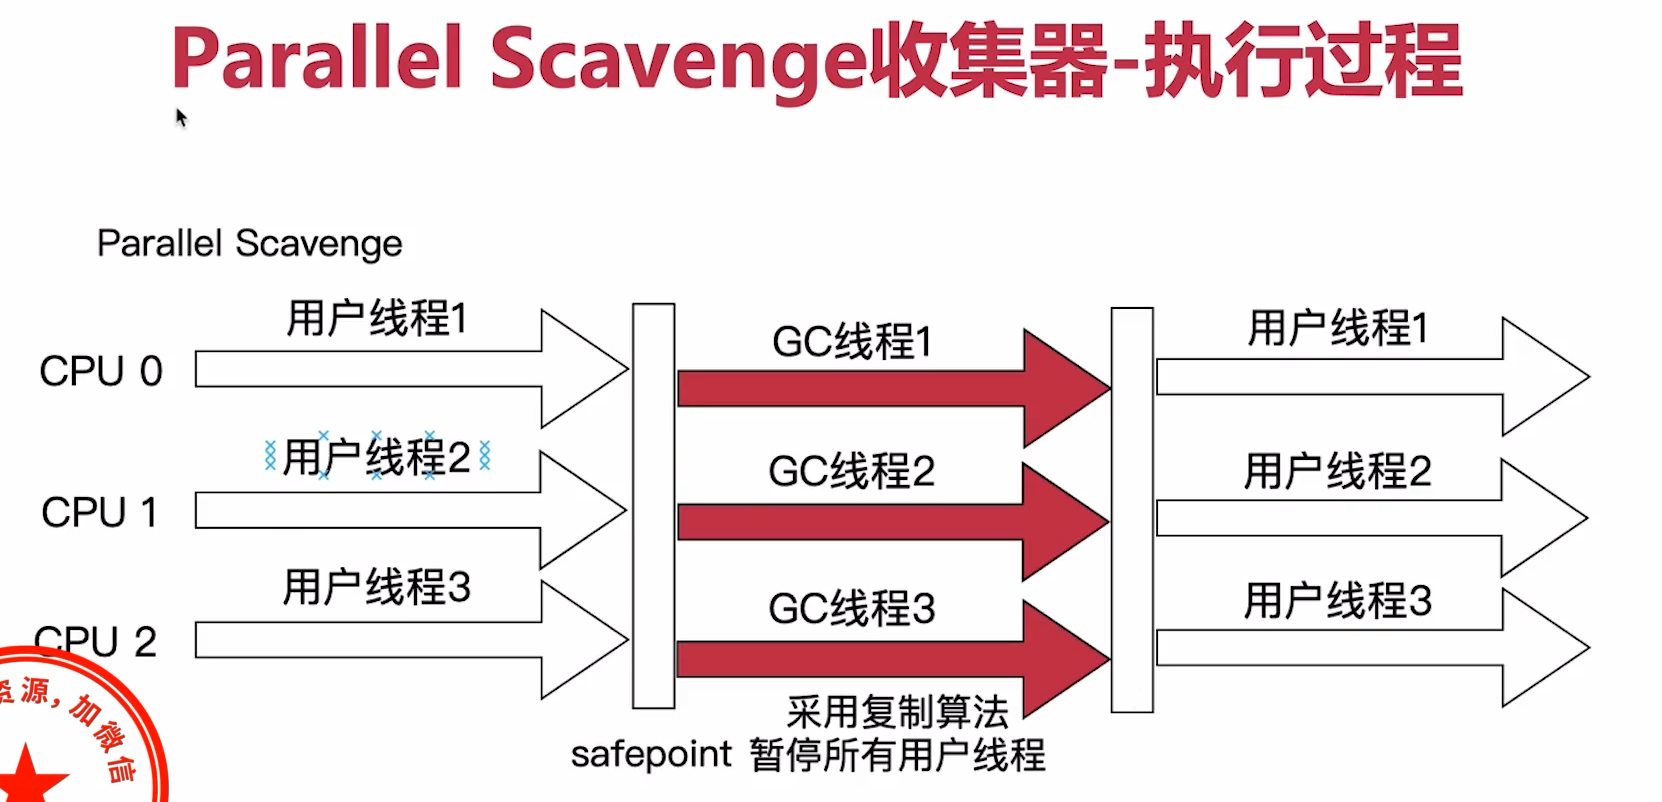 Parallel Scavenge收集器-执行过程
Parallel Scavenge
用户线程1
GC线程1
用户线程1
CPU 0
用户线程2
GC线程2
用户线程2
CPU 1
用户线程3
GC线程3
用户线程3
CPU 2
采用复制算法
safepoint 暂停所有用户线程
源,加微信